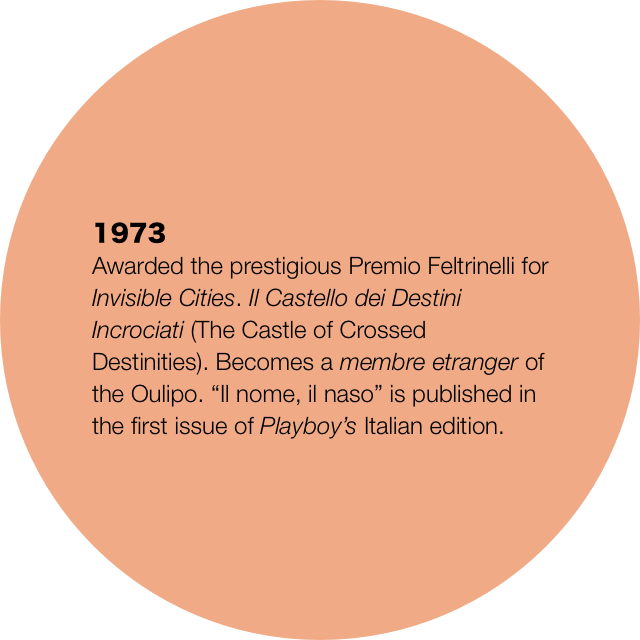 1973
Awarded the prestigious Premio Feltrinelli for
Invisible Cities. Il Castello dei Destini
Incrociati (The Castle of Crossed
Destinities). Becomes a membre etranger of
the Oulipo. “Il nome, il naso” is published in
the first issue of Playboy’s Italian edition.